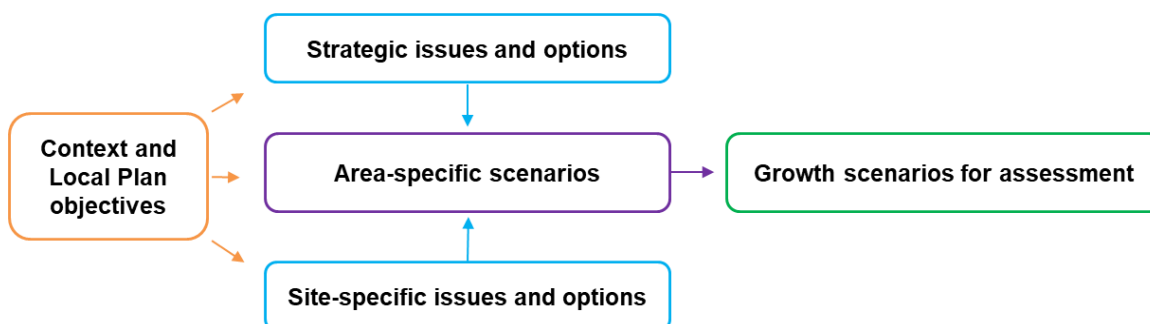 Strategic issues and options
Context and
Local Plan
objectives
Area-specific scenarios
Growth scenarios for assessment
Site-specific issues and options